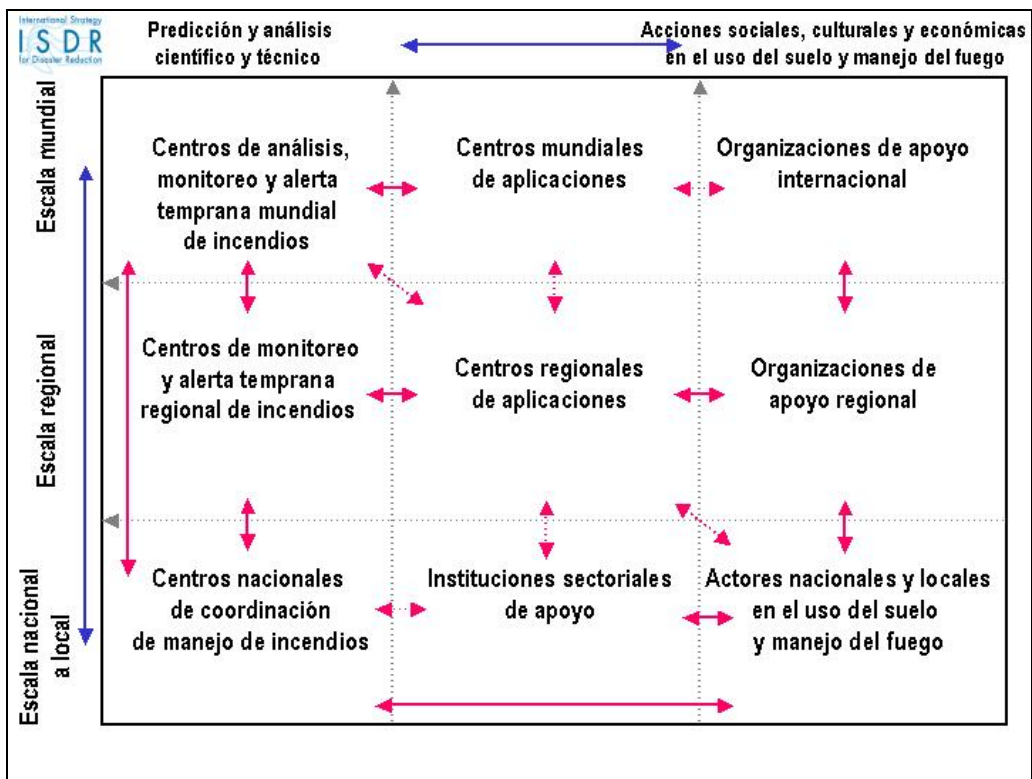 International Strategy
ISDR
for Disaster Reduction
Predicción y análisis
científico y técnico
Acciones sociales, culturales y económicas
en el uso del suelo y manejo del fuego
Escala mundial
Centros de análisis,
monitoreo y alerta
temprana mundial
de incendios
Centros mundiales
de aplicaciones
Organizaciones de apoyo
internacional
Escala regional
Centros de monitoreo
y alerta temprana
regional de incendios
Centros regionales
de aplicaciones
Organizaciones de
apoyo regional
Escala nacional
a local
Centros nacionales
de coordinación
de manejo de incendios
Instituciones sectoriales
de apoyo
Actores nacionales y locales
en el uso del suelo
y manejo del fuego